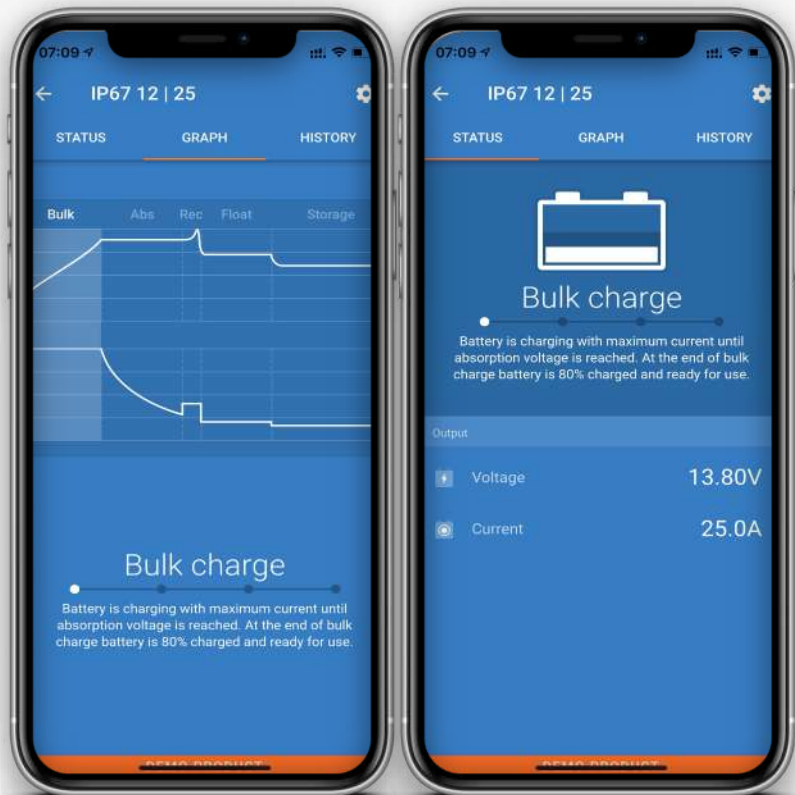 07:09
IP67 12 | 25
STATUS GRAPH HISTORY
Bulk Abs Rec Float Storage
Bulk charge
Battery is charging with maximum current until
absorption voltage is reached. At the end of bulk
charge battery is 80% charged and ready for use.
DEMO PRODUCT
07:09
IP67 12 | 25
STATUS GRAPH HISTORY
Bulk charge
Battery is charging with maximum current until
absorption voltage is reached. At the end of bulk
charge battery is 80% charged and ready for use.
Output
Voltage 13.80V
Current 25.0A
DEMO PRODUCT